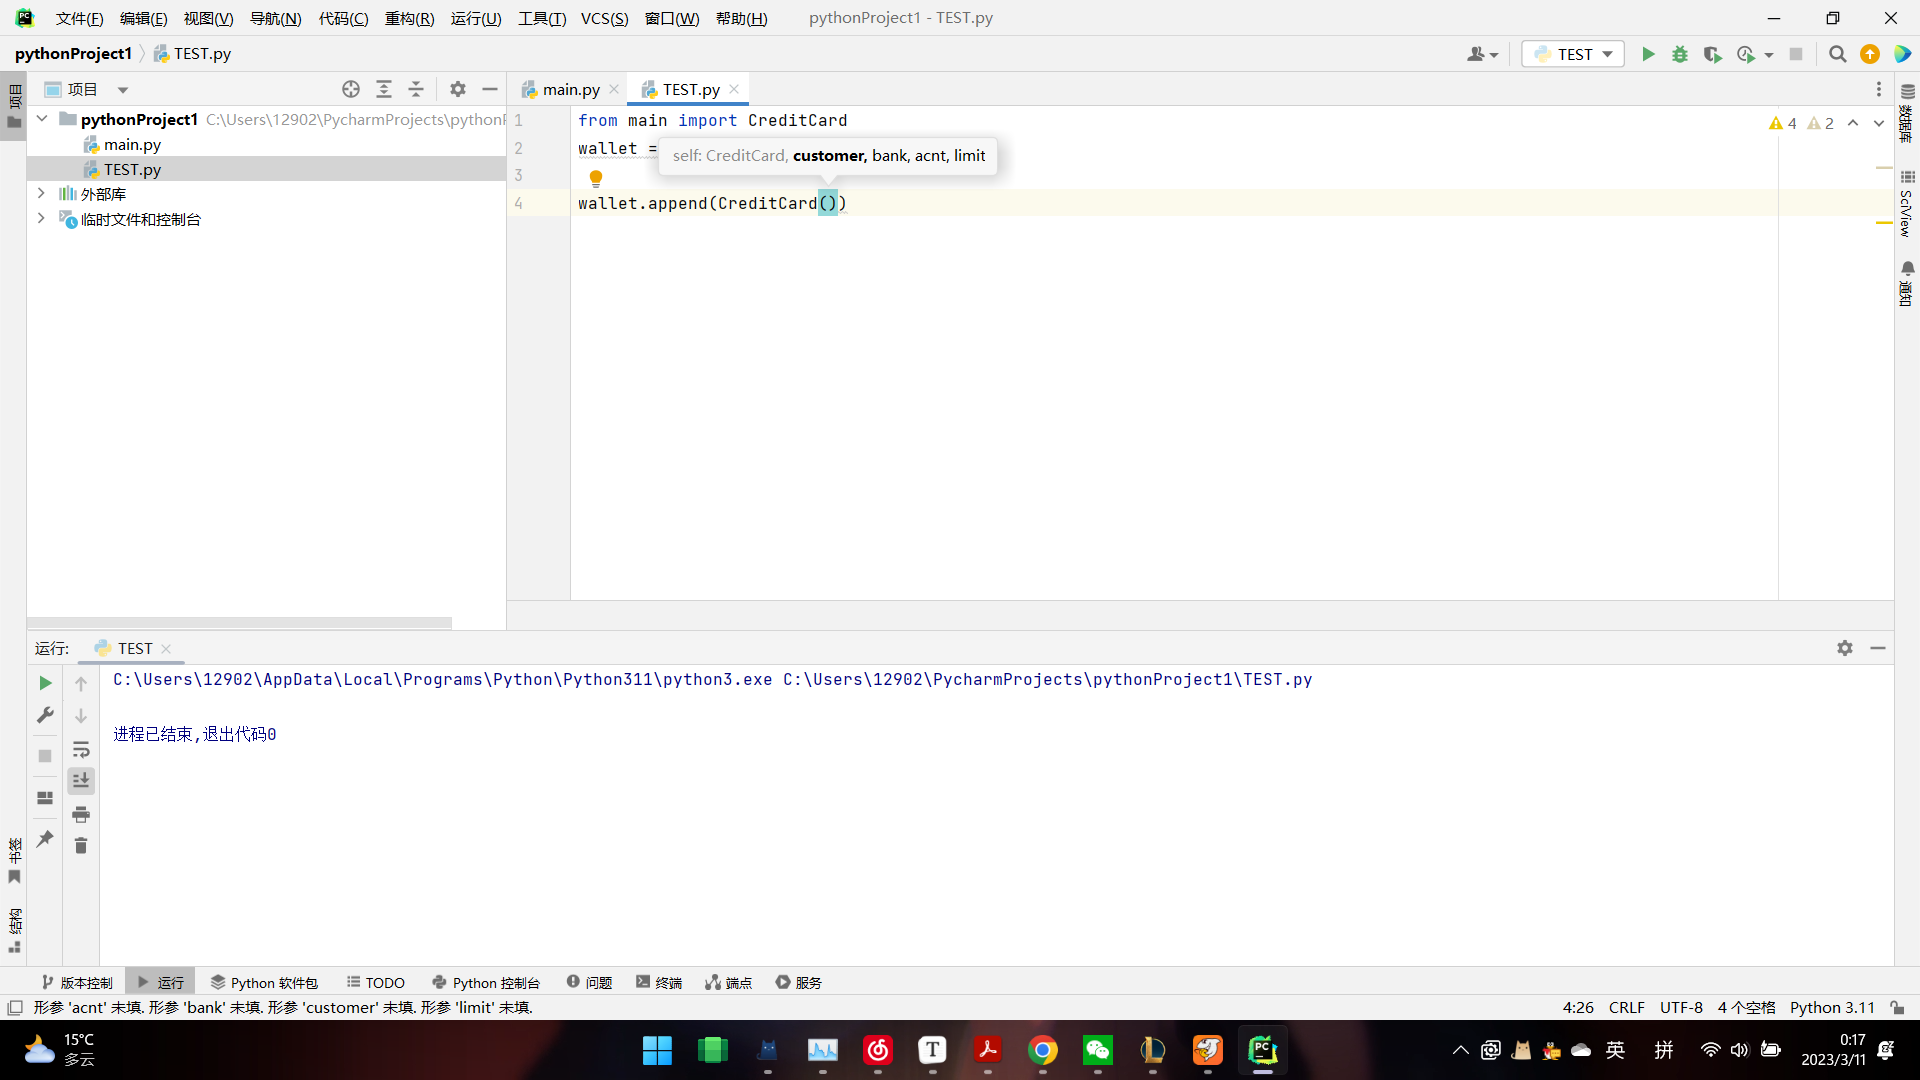 文件(F) 编辑(E) 视图(V) 导航(N) 代码(C) 重构(R) 运行(U) 工具(T) VCS(S) 窗口(W) 帮助(H) pythonProject1 - TEST.py
pythonProject1 TEST.py
TEST
项目
项目
main.py
TEST.py
pythonProject1 C:\Users\12902\PycharmProjects\python
main.py
TEST.py
外部库
临时文件和控制台
1 from main import CreditCard
2 wallet =
self: CreditCard, customer, bank, acnt, limit
3
4 wallet.append(CreditCard())
4 2
数据库
SciView
通知
运行: TEST
C:\Users\12902\AppData\Local\Programs\Python\Python311\python3.exe C:\Users\12902\PycharmProjects\pythonProject1\TEST.py
进程已结束,退出代码0
书签
结构
版本控制 运行 Python 软件包 TODO Python 控制台 问题 终端 端点 服务
形参 'acnt' 未填. 形参 'bank' 未填. 形参 'customer' 未填. 形参 'limit' 未填.
4:26 CRLF UTF-8 4 个空格 Python 3.11
15°C
多云
英 拼
0:17
2023/3/11